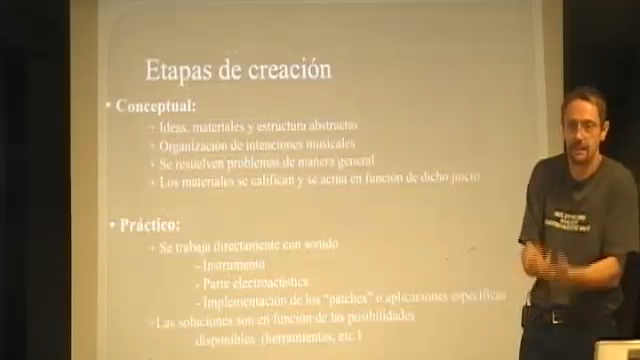 Etapas de creación
• Conceptual:
+ Ideas, materiales y estructura abstractas
+ Organización de intenciones musicales
+ Se resuelven problemas de manera general
+ Los materiales se califican y se actúa en función de dicho juicio
• Práctico:
+ Se trabaja directamente con sonido
- Instrumento
- Parte electroacústica
- Implementación de los "patches" o aplicaciones específicas
+ Las soluciones son en función de las posibilidades
disponibles (herramientas, etc.)